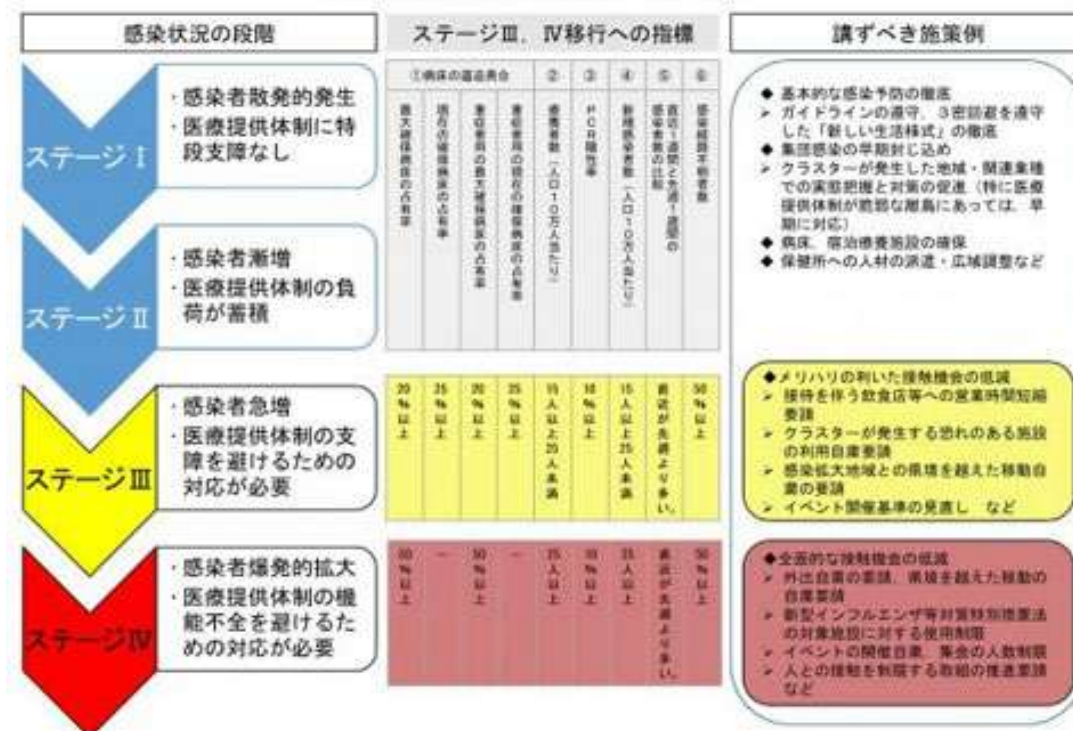 感染状況の段階
ステージⅢ，Ⅳ移行への指標
講ずべき施策例
ステージⅠ
・感染者散発的発生
・医療提供体制に特
段支障なし
ステージⅡ
・感染者漸増
・医療提供体制の負
荷が蓄積
ステージⅢ
・感染者急増
・医療提供体制の支
障を避けるための
対応が必要
ステージⅣ
・感染者爆発的拡大
・医療提供体制の機
能不全を避けるた
めの対応が必要
①病床の逼迫具合
②
③
④
⑤
⑥
最大確保病床の占有率
現在の確保病床の占有率
重症者用の最大確保病床の占有率
重症者用の現在の確保病床の占有率
療養者数（人口１０万人当たり）
ＰＣＲ陽性率
新規感染者数（人口１０万人当たり）
直近１週間と先週１週間の
感染者数の比較
感染経路不明者数
20％以上
25％以上
20％以上
25％以上
15人以上25人未満
10％以上
15人以上25人未満
直近が先週より多い。
50％以上
50％以上
－
50％以上
－
25人以上
10％以上
25人以上
直近が先週より多い。
50％以上
◆ 基本的な感染予防の徹底
➢ ガイドラインの遵守，３密回避を遵守
した「新しい生活様式」の徹底
◆ 集団感染の早期封じ込め
➢ クラスターが発生した地域・関連業種
での実態把握と対策の促進（特に医療
提供体制が脆弱な離島にあっては，早
期に対応）
◆ 病床，宿泊療養施設の確保
◆ 保健所への人材の派遣・広域調整など
◆メリハリの利いた接触機会の低減
➢ 接待を伴う飲食店等への営業時間短縮
要請
➢ クラスターが発生する恐れのある施設
の利用自粛要請
➢ 感染拡大地域との県境を越えた移動自
粛の要請
➢ イベント開催基準の見直し　など
◆全面的な接触機会の低減
➢ 外出自粛の要請，県境を越えた移動の
自粛要請
➢ 新型インフルエンザ等対策特別措置法
の対象施設に対する使用制限
➢ イベントの開催自粛，集会の人数制限
➢ 人との接触を制限する取組の推進要請
など